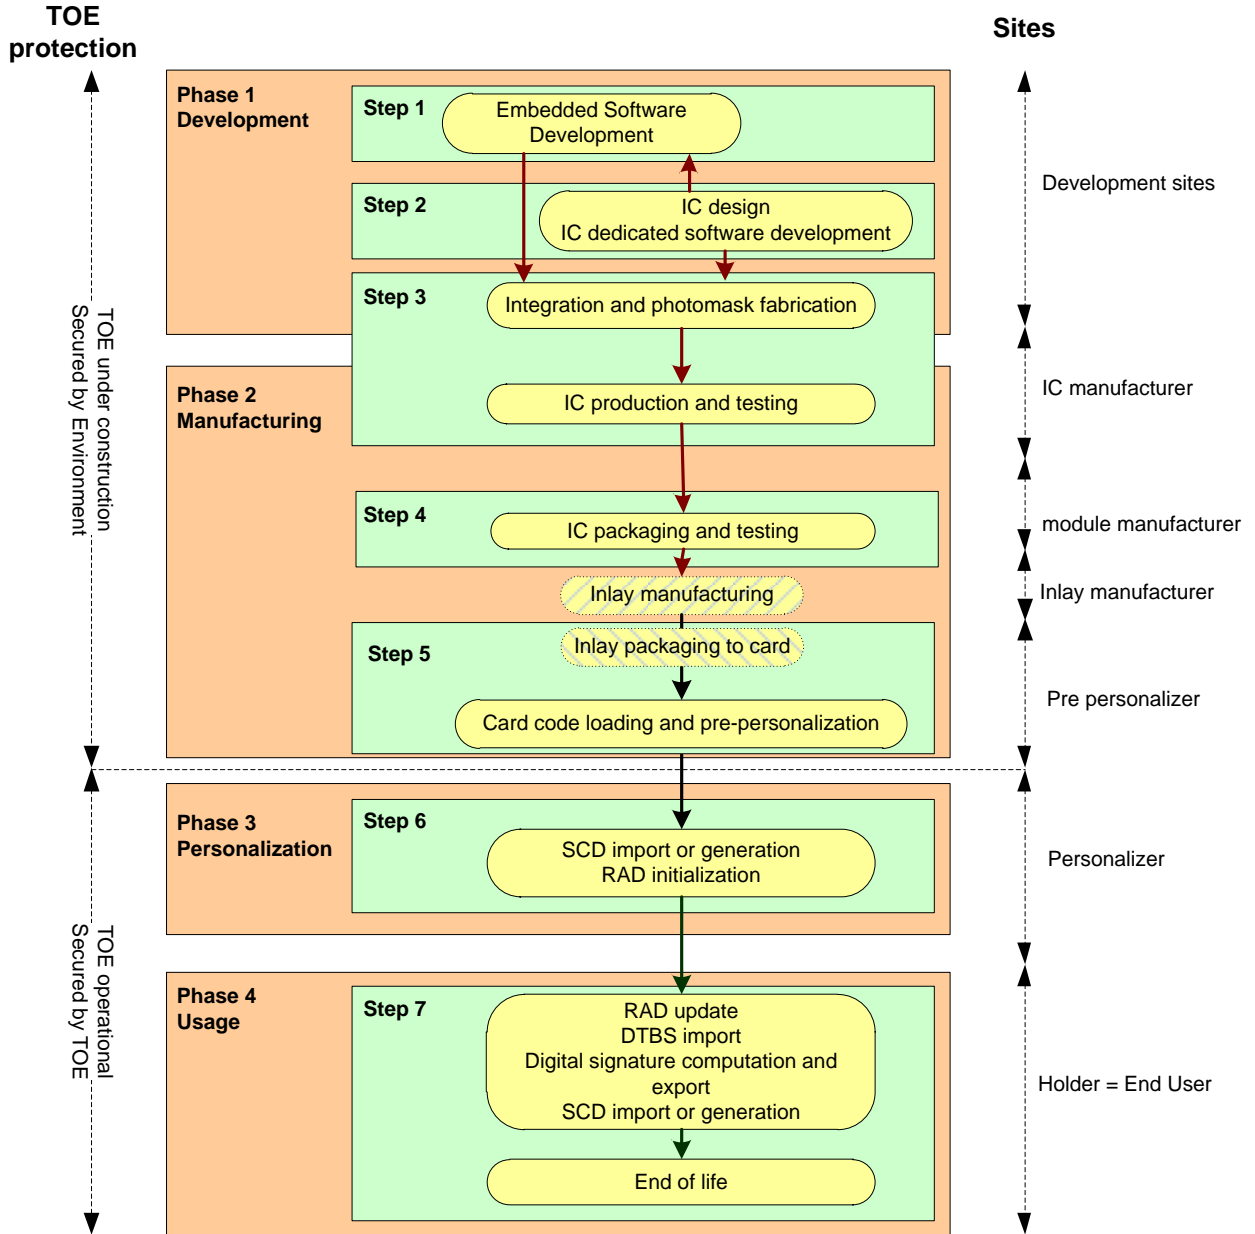 TOE
protection
Sites
Phase 1
Development
Step 1
Embedded Software
Development
Step 2
IC design
IC dedicated software development
Development sites
Step 3
Integration and photomask fabrication
TOE under construction
Secured by Environment
Phase 2
Manufacturing
IC production and testing
IC manufacturer
Step 4
IC packaging and testing
module manufacturer
Inlay manufacturing
Inlay manufacturer
Step 5
Inlay packaging to card
Card code loading and pre-personalization
Pre personalizer
Phase 3
Personalization
Step 6
SCD import or generation
RAD initialization
Personalizer
TOE operational
Secured by TOE
Phase 4
Usage
Step 7
RAD update
DTBS import
Digital signature computation and
export
SCD import or generation
Holder = End User
End of life